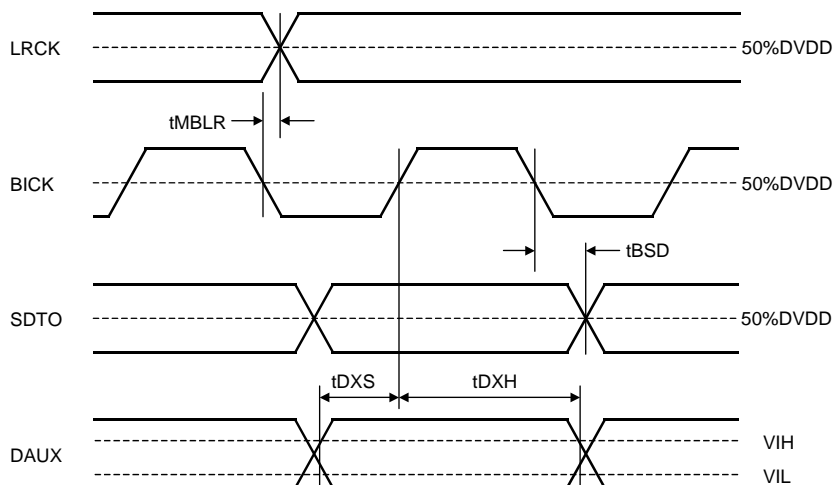 LRCK
50%DVDD
tMBLR
BICK
50%DVDD
tBSD
SDTO
50%DVDD
tDXS
tDXH
DAUX
VIH
VIL